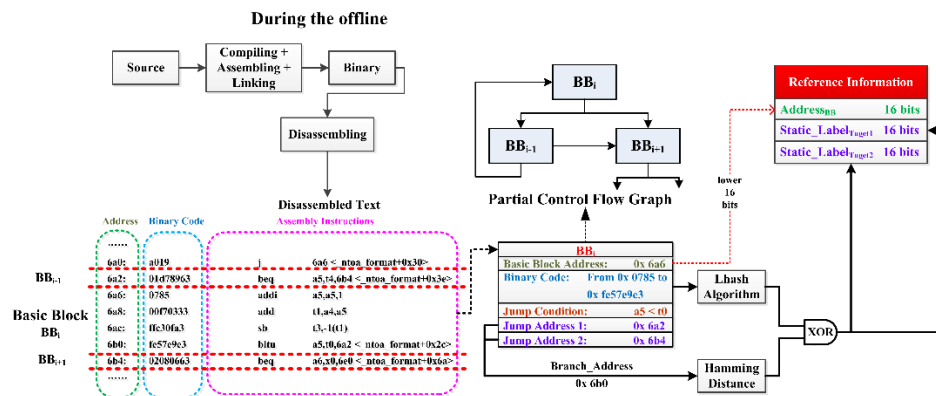 During the offline
Source
Compiling +
Assembling +
Linking
Binary
Disassembling
Disassembled Text
Address
Binary Code
Assembly Instructions
......
6a0: a019 j 6a6 <_ntoa_format+0x30>
BBi-1
6a2: 01d78963 beq a5,t4,6b4 <_ntoa_format+0x3e>
6a6: 0785 addi a5,a5,1
6a8: 00f70333 add t1,a4,a5
Basic Block
BBi
6ac: ffe30fa3 sb t3,-1(t1)
6b0: fe57e9e3 bltu a5,t0,6a2 <_ntoa_format+0x2c>
BBi+1
6b4: 02080663 beq a6,x0,6e0 <_ntoa_format+0x6a>
......
BBi
BBi-1
BBi+1
Partial Control Flow Graph
BBi
Basic Block Address: 0x 6a6
Binary Code: From 0x 0785 to
0x fe57e9e3
Jump Condition: a5 < t0
Jump Address 1: 0x 6a2
Jump Address 2: 0x 6b4
Branch_Address
0x 6b0
Lhash
Algorithm
Hamming
Distance
XOR
lower
16
bits
Reference Information
AddressBB 16 bits
Static_LabelTaget1 16 bits
Static_LabelTaget2 16 bits